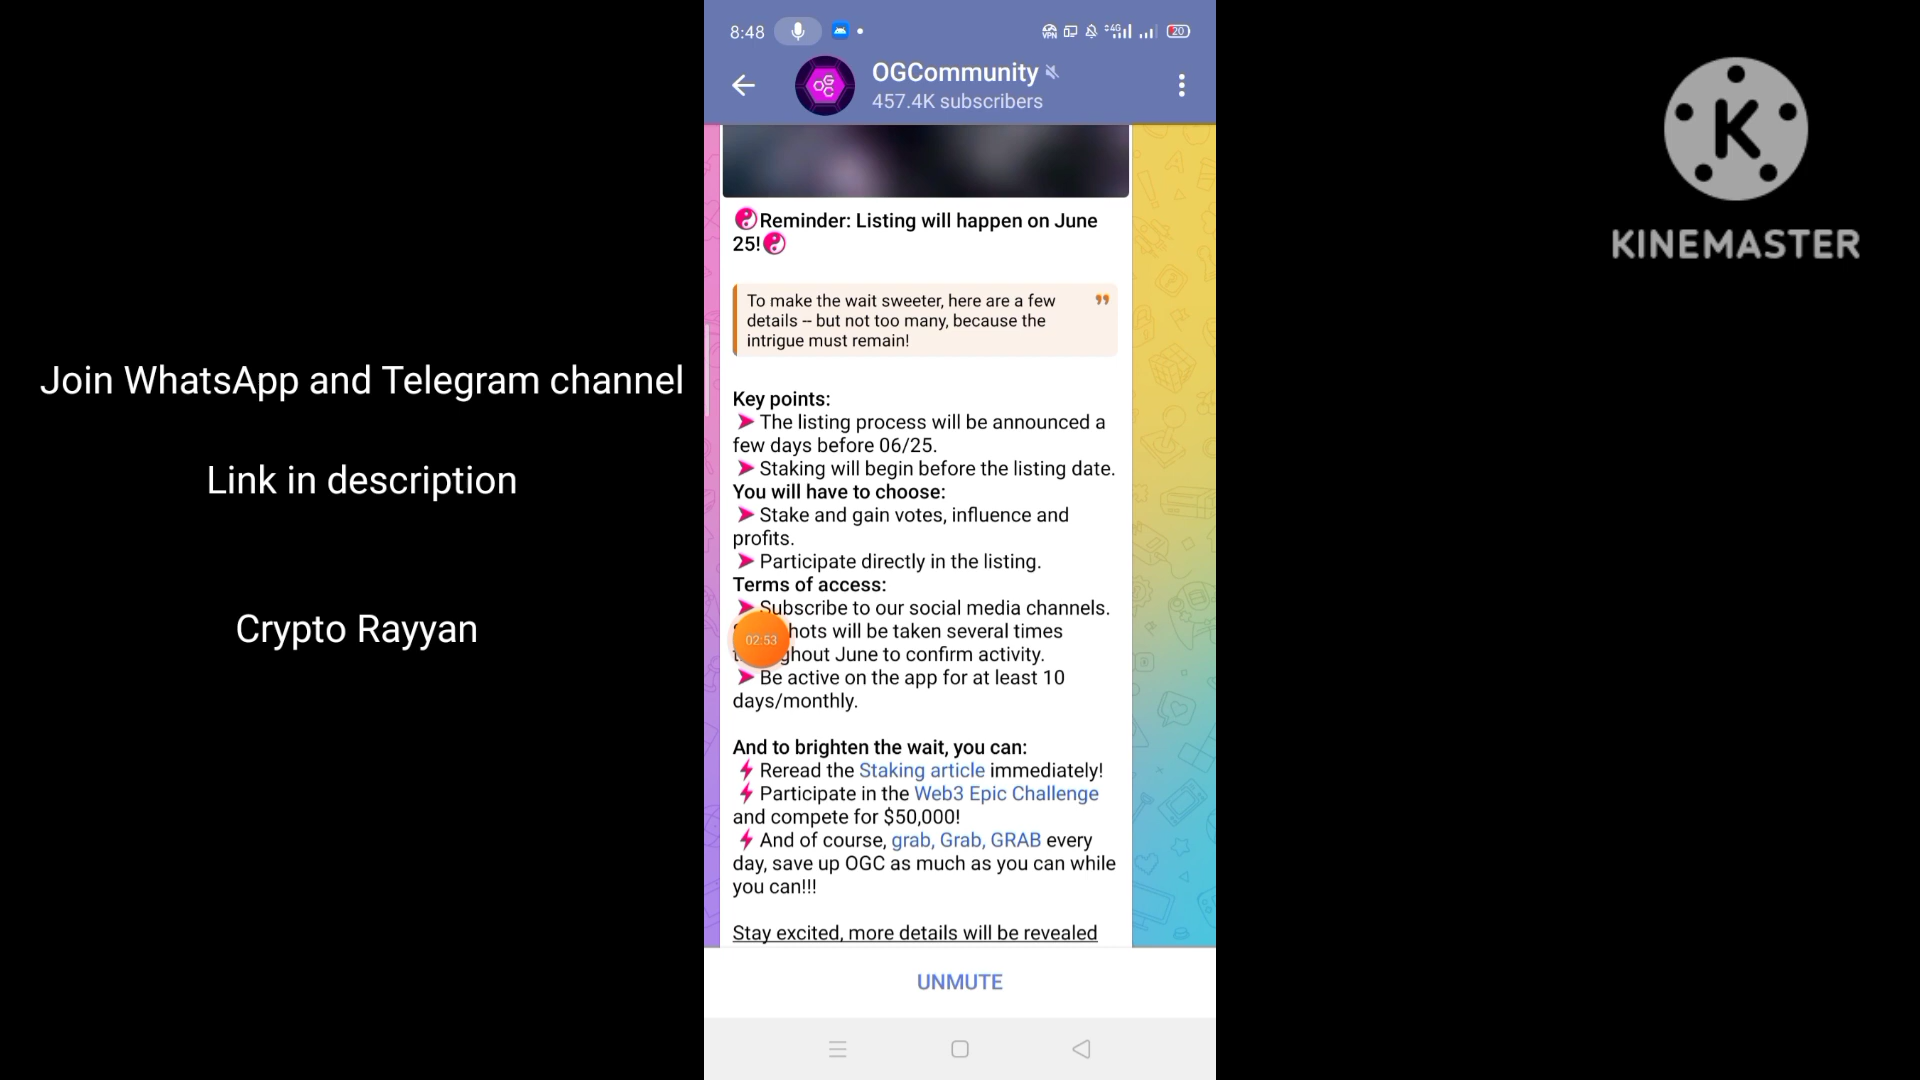 8:48
VPN
4G
20
OGCommunity
457.4K subscribers
OGC
K
KINEMASTER
Reminder: Listing will happen on June
25!
To make the wait sweeter, here are a few
details -- but not too many, because the
intrigue must remain!
Join WhatsApp and Telegram channel
Link in description
Crypto Rayyan
Key points:
➤ The listing process will be announced a
few days before 06/25.
➤ Staking will begin before the listing date.
You will have to choose:
➤ Stake and gain votes, influence and
profits.
➤ Participate directly in the listing.
Terms of access:
➤ Subscribe to our social media channels.
hots will be taken several times
ghout June to confirm activity.
02:53
➤ Be active on the app for at least 10
days/monthly.
And to brighten the wait, you can:
⚡ Reread the Staking article immediately!
⚡ Participate in the Web3 Epic Challenge
and compete for $50,000!
⚡ And of course, grab, Grab, GRAB every
day, save up OGC as much as you can while
you can!!!
Stay excited, more details will be revealed
UNMUTE